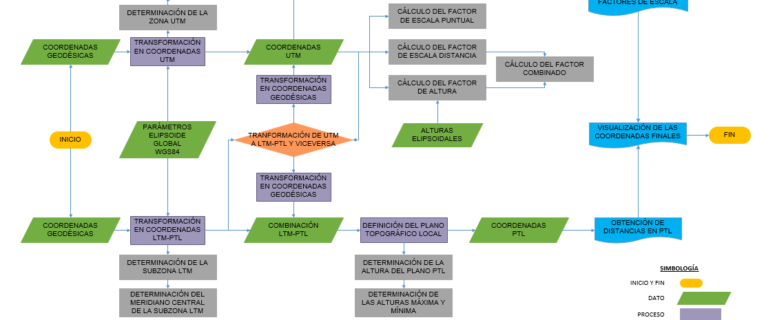 FACTORES DE ESCALA
DETERMINACIÓN DE LA
ZONA UTM
CÁLCULO DEL FACTOR
DE ESCALA PUNTUAL
COORDENADAS
GEODÉSICAS
TRANSFORMACIÓN
EN COORDENADAS
UTM
COORDENADAS
UTM
CÁLCULO DEL FACTOR
DE ESCALA DISTANCIA
CÁLCULO DEL FACTOR
COMBINADO
TRANSFORMACIÓN
EN COORDENADAS
GEODÉSICAS
CÁLCULO DEL FACTOR
DE ALTURA
INICIO
PARÁMETROS
ELIPSOIDE
GLOBAL
WGS84
TRANFORMACIÓN DE UTM
A LTM-PTL Y VICEVERSA
ALTURAS
ELIPSOIDALES
VISUALIZACIÓN DE LAS
COORDENADAS FINALES
FIN
TRANSFORMACIÓN
EN COORDENADAS
GEODÉSICAS
COORDENADAS
GEODÉSICAS
TRANSFORMACIÓN
EN COORDENADAS
LTM-PTL
COMBINACIÓN
LTM-PTL
DEFINICIÓN DEL PLANO
TOPOGRÁFICO LOCAL
COORDENADAS
PTL
OBTENCIÓN DE
DISTANCIAS EN PTL
DETERMINACIÓN DE LA
SUBZONA LTM
DETERMINACIÓN DE LA
ALTURA DEL PLANO PTL
DETERMINACIÓN DEL
MERIDIANO CENTRAL
DE LA SUBZONA LTM
DETERMINACIÓN DE
LAS ALTURAS MÁXIMA Y
MÍNIMA
SIMBOLOGÍA
INICIO Y FIN
DATO
PROCESO